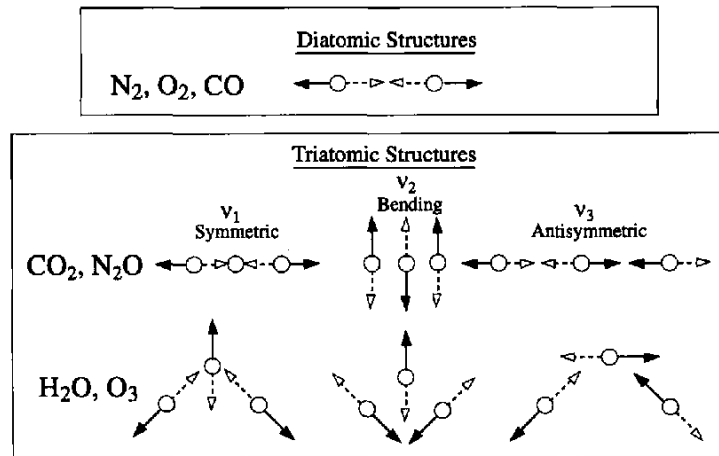 Diatomic Structures
N₂, O₂, CO
Triatomic Structures
ν₁
Symmetric
ν₂
Bending
ν₃
Antisymmetric
CO₂, N₂O
H₂O, O₃